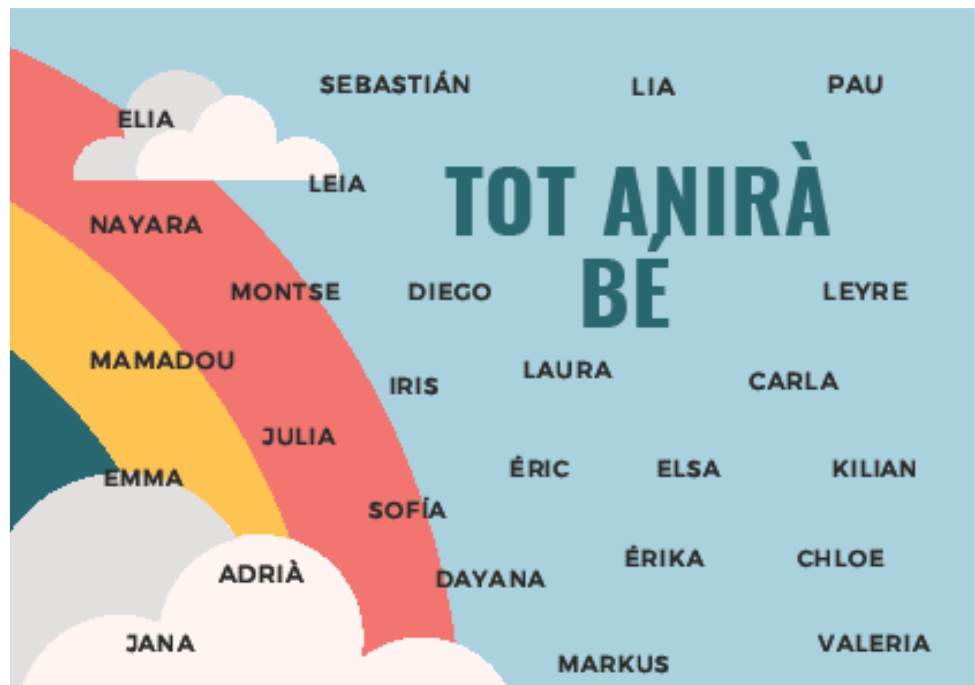 SEBASTIÁN
LIA
PAU
ELIA
LEIA
TOT ANIRÀ
BÉ
NAYARA
MONTSE
DIEGO
LEYRE
MAMADOU
IRIS
LAURA
CARLA
JULIA
EMMA
ÉRIC
ELSA
KILIAN
SOFÍA
ADRIÀ
DAYANA
ÉRIKA
CHLOE
JANA
MARKUS
VALERIA